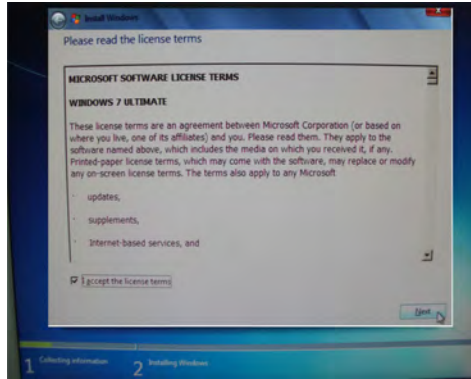 Install Windows
Please read the license terms
MICROSOFT SOFTWARE LICENSE TERMS
WINDOWS 7 ULTIMATE
These license terms are an agreement between Microsoft Corporation (or based on
where you live, one of its affiliates) and you. Please read them. They apply to the
software named above, which includes the media on which you received it, if any.
Printed-paper license terms, which may come with the software, may replace or modify
any on-screen license terms. The terms also apply to any Microsoft
· updates,
· supplements,
· Internet-based services, and
I accept the license terms
Next
1 Collecting information
2 Installing Windows